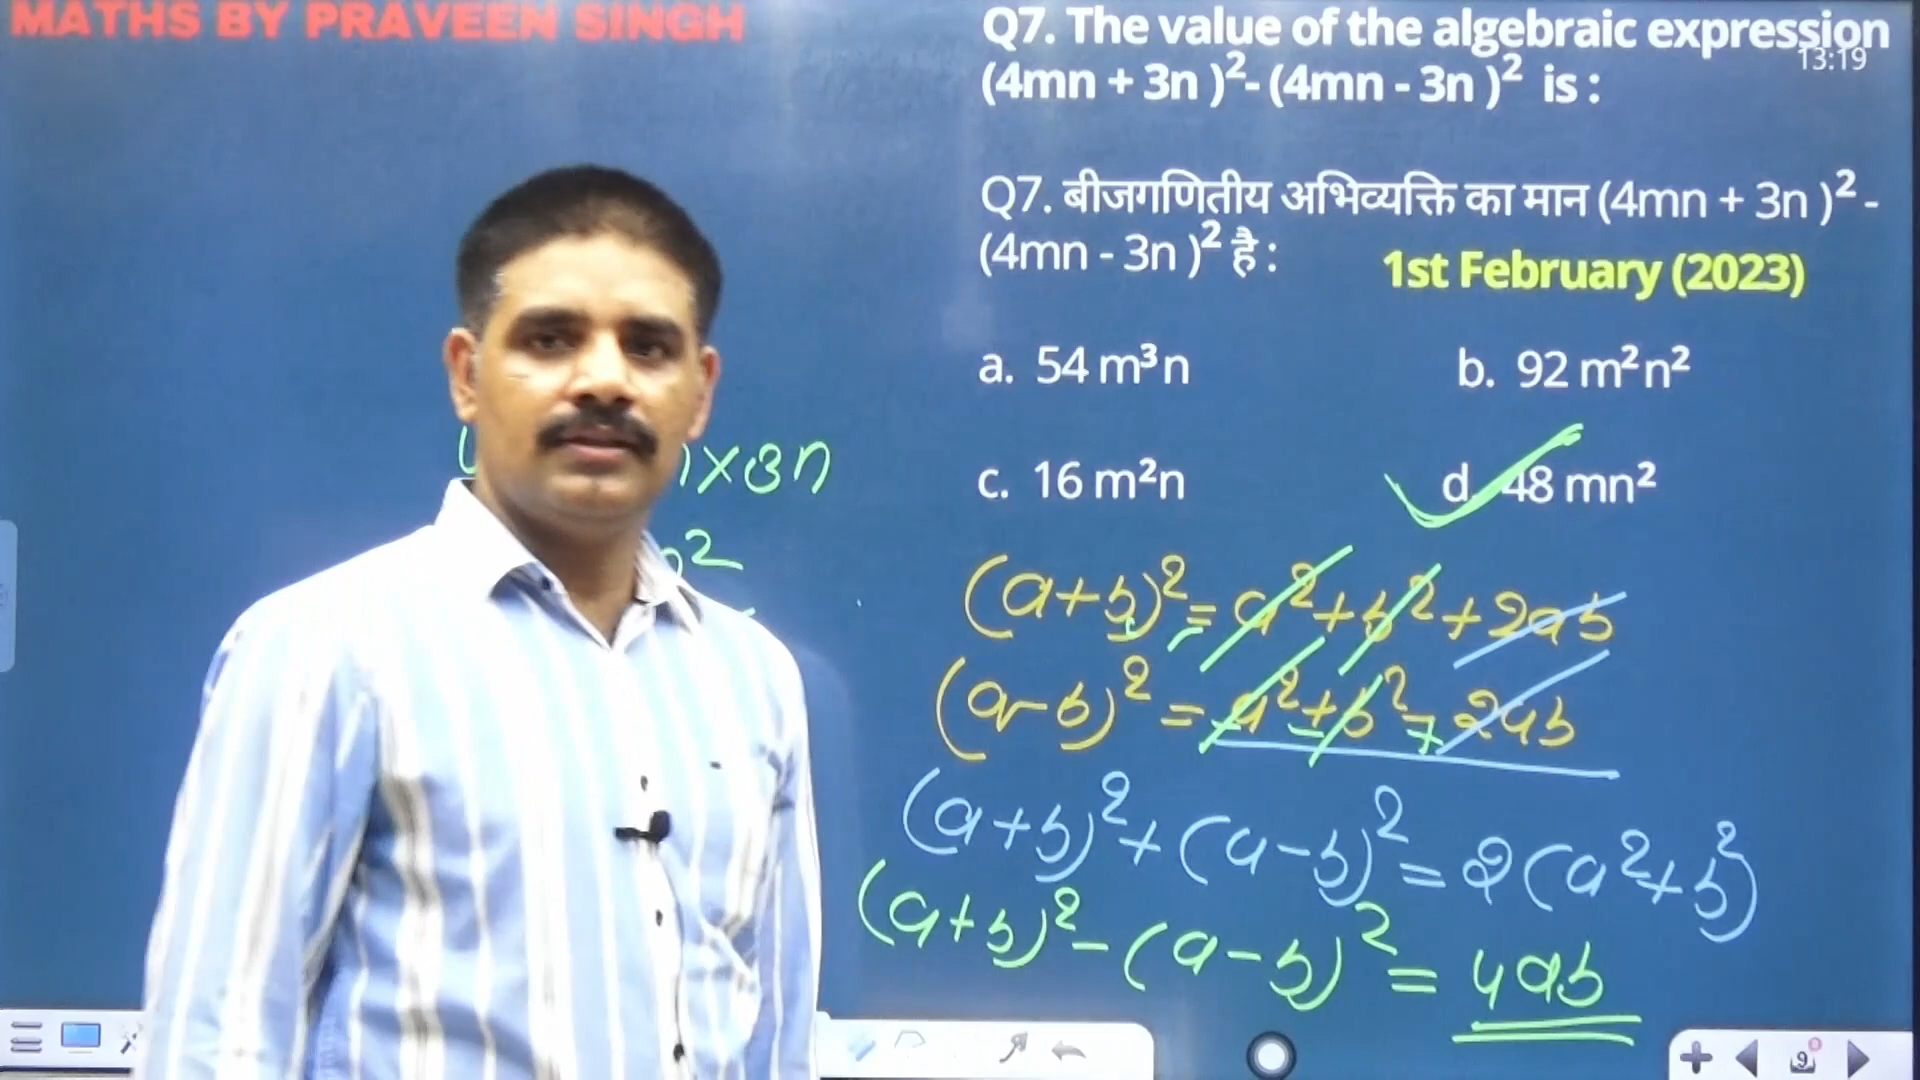 MATHS BY PRAVEEN SINGH
Q7. The value of the algebraic expression
13:19
(4mn + 3n )²- (4mn - 3n )² is :
Q7. बीजगणितीय अभिव्यक्ति का मान (4mn + 3n )² -
(4mn - 3n )² है :
1st February (2023)
a. 54 m³n
b. 92 m²n²
c. 16 m²n
d. 48 mn²
×3n
n²
(a+b)² = a²+b²+2ab
(a-b)² = a²+b²-2ab
(a+b)²+(a-b)² = 2(a²+b²)
(a+b)²-(a-b)² = 4ab
9